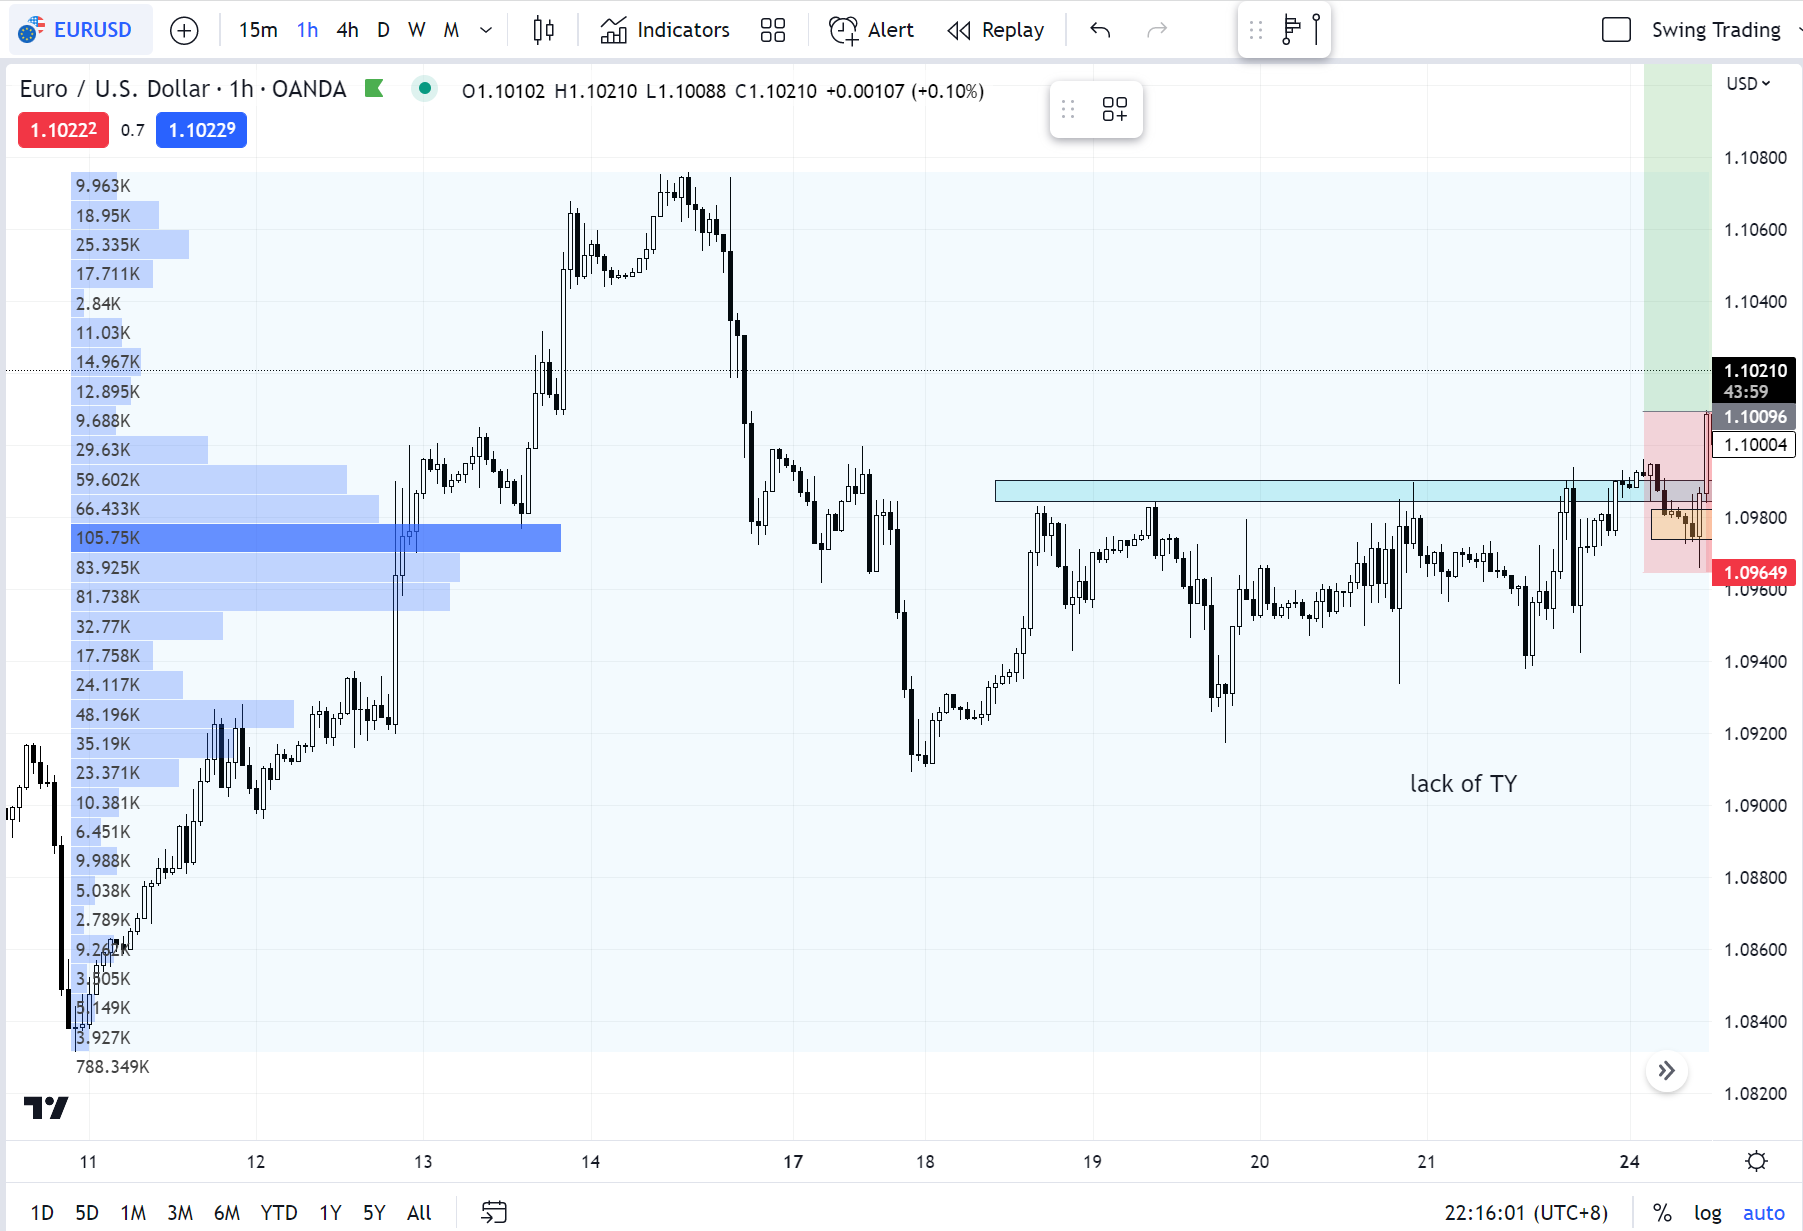 EURUSD 15m 1h 4h D W M Indicators Alert Replay Swing Trading
Euro / U.S. Dollar · 1h · OANDA O1.10102 H1.10210 L1.10088 C1.10210 +0.00107 (+0.10%)
USD
1.10222 0.7 1.10229
1.10800
1.10600
1.10400
1.10210
43:59
1.10096
1.10004
1.09800
1.09649
1.09600
1.09400
1.09200
1.09000
1.08800
1.08600
1.08400
1.08200
9.963K
18.95K
25.335K
17.711K
2.84K
11.03K
14.967K
12.895K
9.688K
29.63K
59.602K
66.433K
105.75K
83.925K
81.738K
32.77K
17.758K
24.117K
48.196K
35.19K
23.371K
10.381K
6.451K
9.988K
5.038K
2.789K
9.262K
3.505K
5.149K
3.927K
788.349K
lack of TY
11 12 13 14 17 18 19 20 21 24
1D 5D 1M 3M 6M YTD 1Y 5Y All 22:16:01 (UTC+8) % log auto